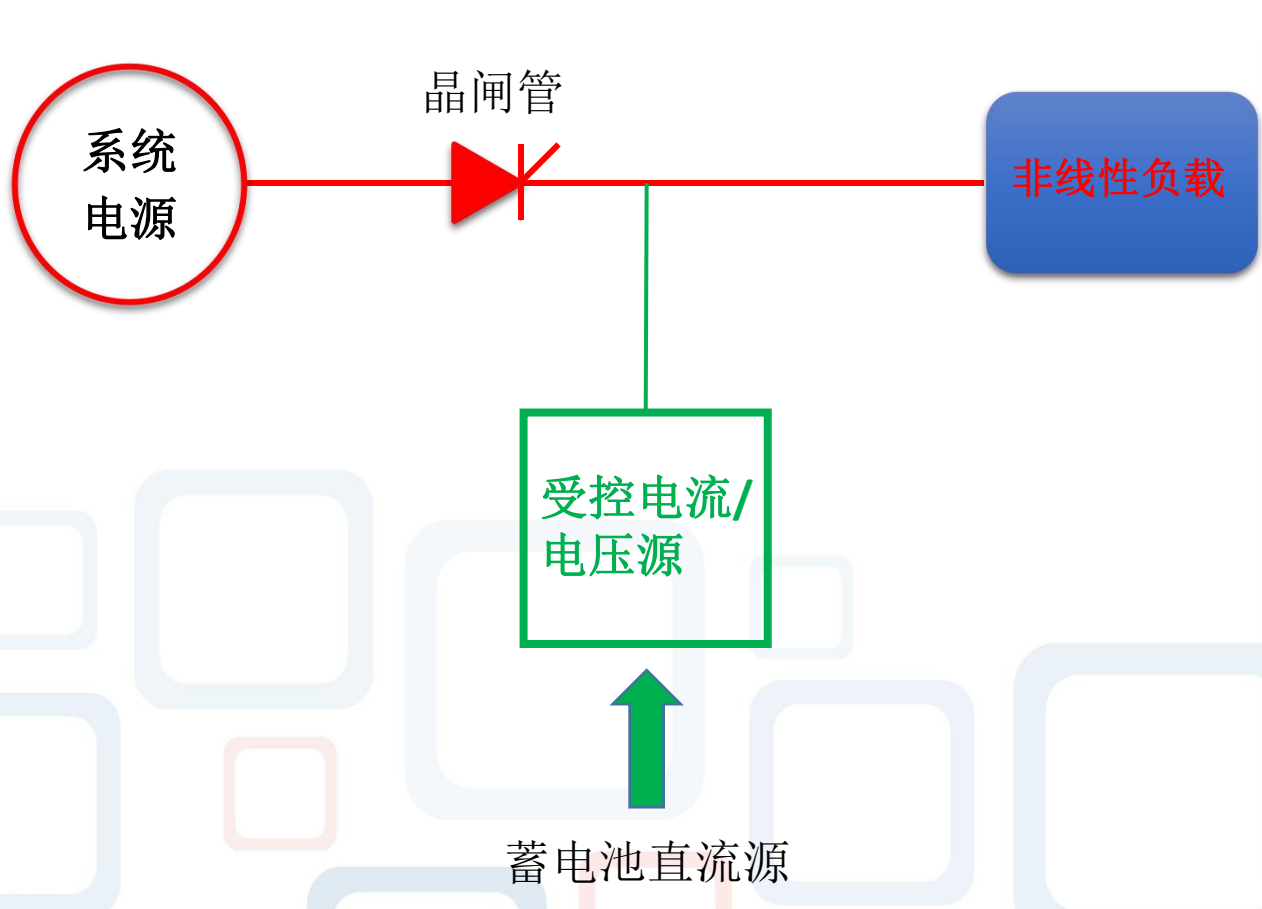 晶闸管
系统
电源
非线性负载
受控电流/
电压源
蓄电池直流源